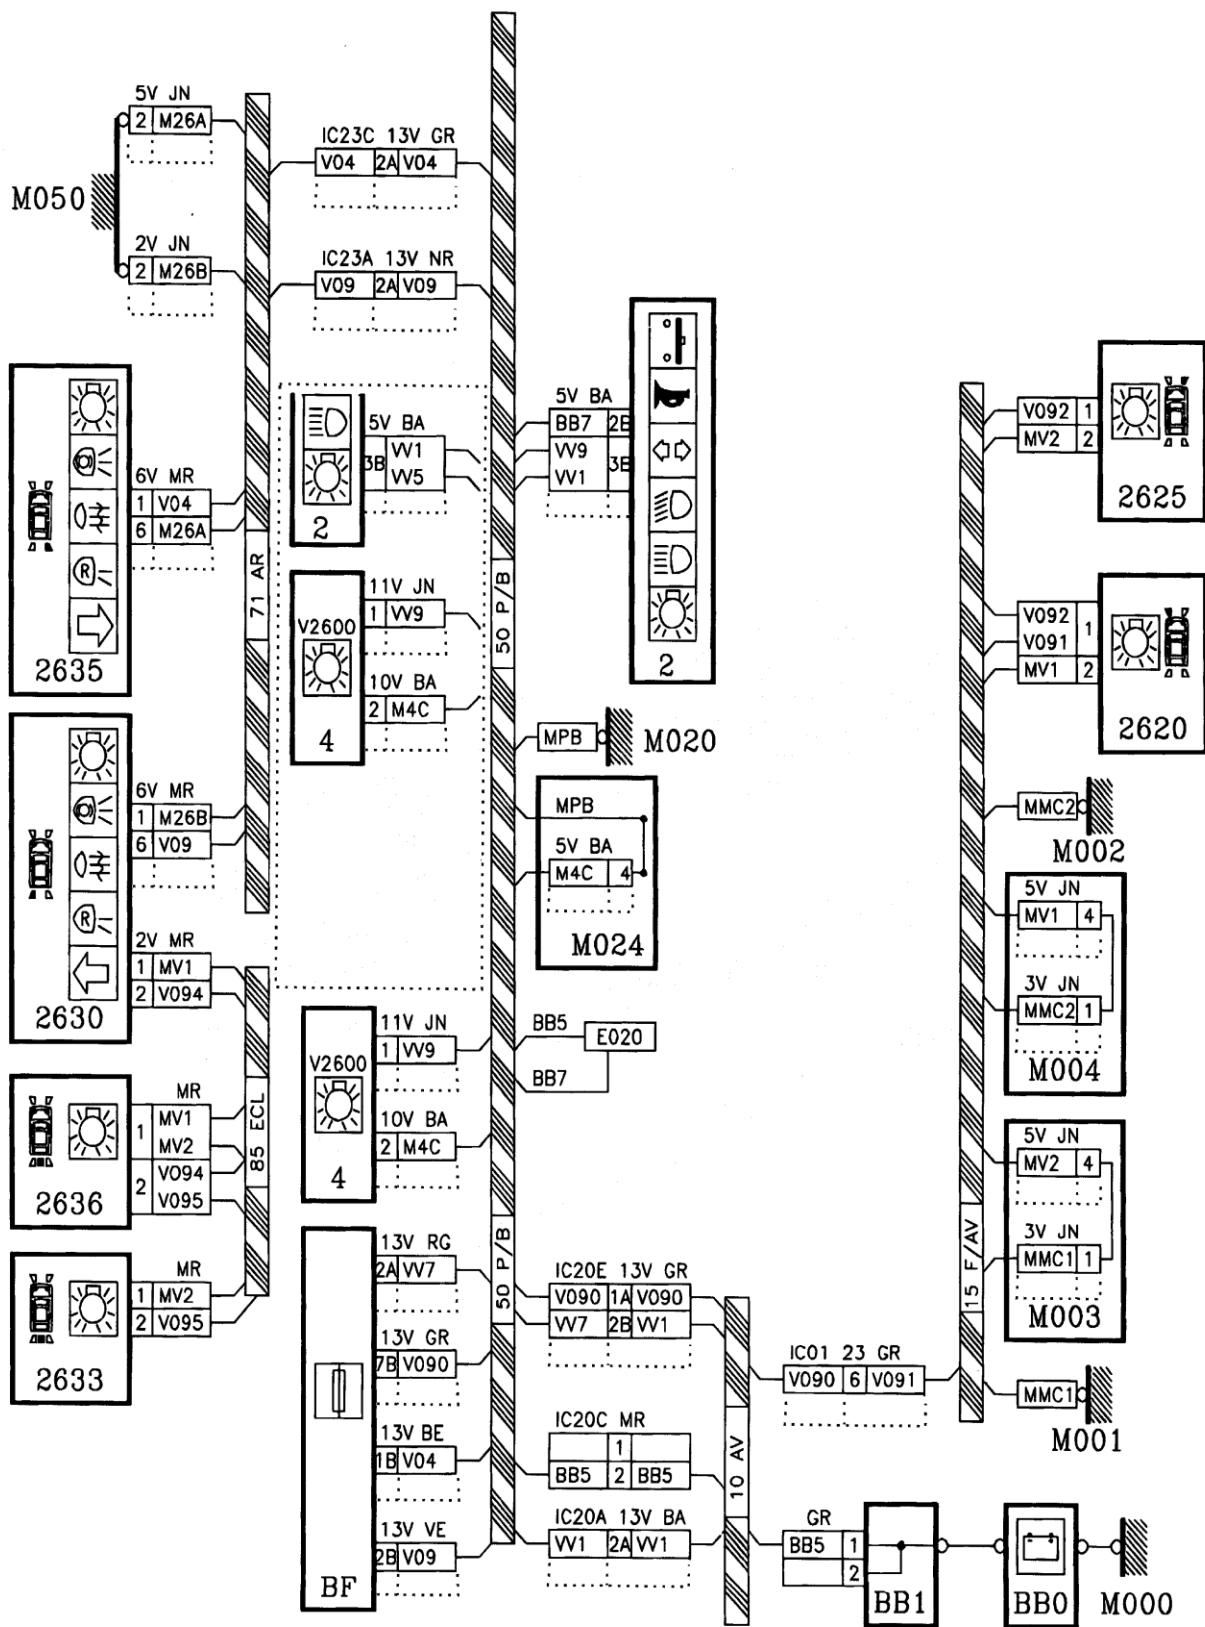 5V JN
2 M26A
M050
2V JN
2 M26B
IC23C 13V GR
V04 2A V04
IC23A 13V NR
V09 2A V09
6V MR
1 V04
6 M26A
2635
71 AR
5V BA
3B VV1
VV5
2
11V JN
V2600
1 VV9
10V BA
2 M4C
4
50 P/B
5V BA
BB7 2B
VV9
3B
VV1
2
MPB
M020
MPB
5V BA
M4C 4
M024
6V MR
1 M26B
6 V09
R
R
2V MR
1 MV1
2 V094
2630
85 ECL
MR
1 MV1
MV2
2 V094
V095
2636
MR
1 MV2
2 V095
2633
11V JN
V2600
1 VV9
10V BA
2 M4C
4
BB5
E020
BB7
50 P/B
13V RG
2A VV7
13V GR
7B V090
13V BE
1B V04
13V VE
2B V09
BF
IC20E 13V GR
V090 1A V090
VV7 2B VV1
IC20C MR
1
BB5 2 BB5
IC20A 13V BA
VV1 2A VV1
10 AV
IC01 23 GR
V090 6 V091
15 F/AV
V092 1
MV2 2
2625
V092
1
V091
MV1 2
2620
MMC2
M002
5V JN
MV1 4
3V JN
MMC2 1
M004
5V JN
MV2 4
3V JN
MMC1 1
M003
MMC1
M001
GR
BB5 1
2
BB1
BB0
M000